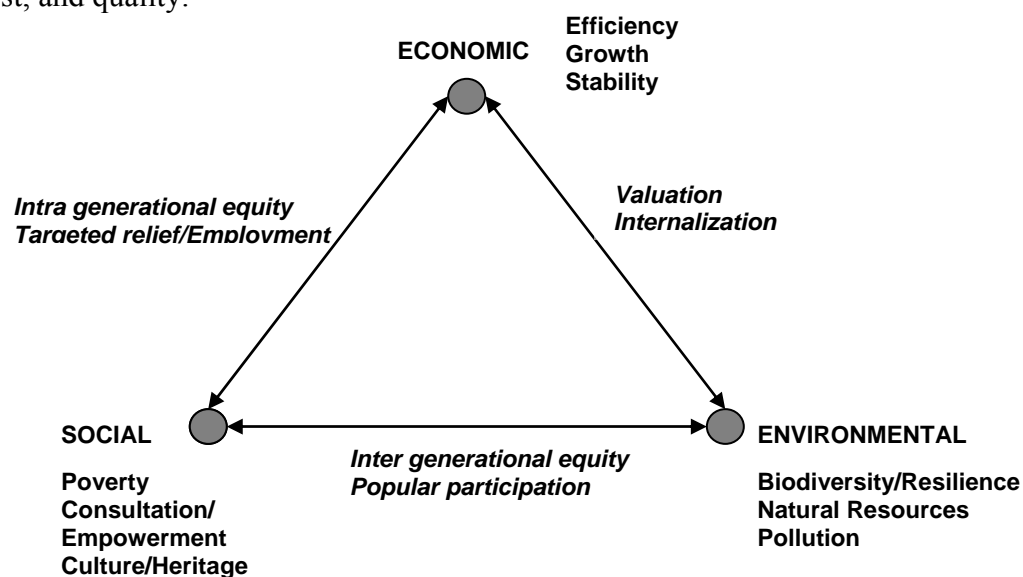 st, and quality.
ECONOMIC
Efficiency
Growth
Stability
Intra generational equity
Targeted relief/Employment
Valuation
Internalization
SOCIAL
Poverty
Consultation/
Empowerment
Culture/Heritage
Inter generational equity
Popular participation
ENVIRONMENTAL
Biodiversity/Resilience
Natural Resources
Pollution